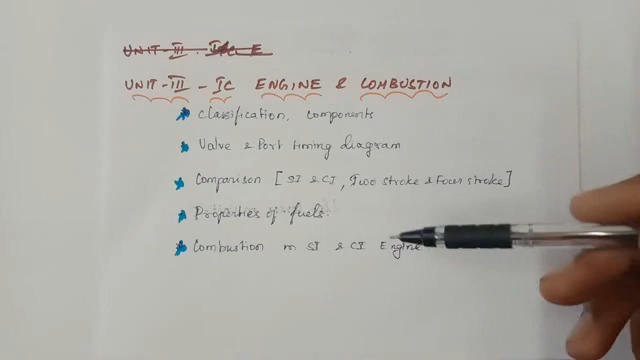 UNIT-III - IC E
UNIT-III - IC ENGINE & COMBUSTION
Classification, components
Valve & Port timing diagram
Comparison [SI & CI, Two stroke & Four stroke]
Properties of fuels.
Combustion in SI & CI Engine